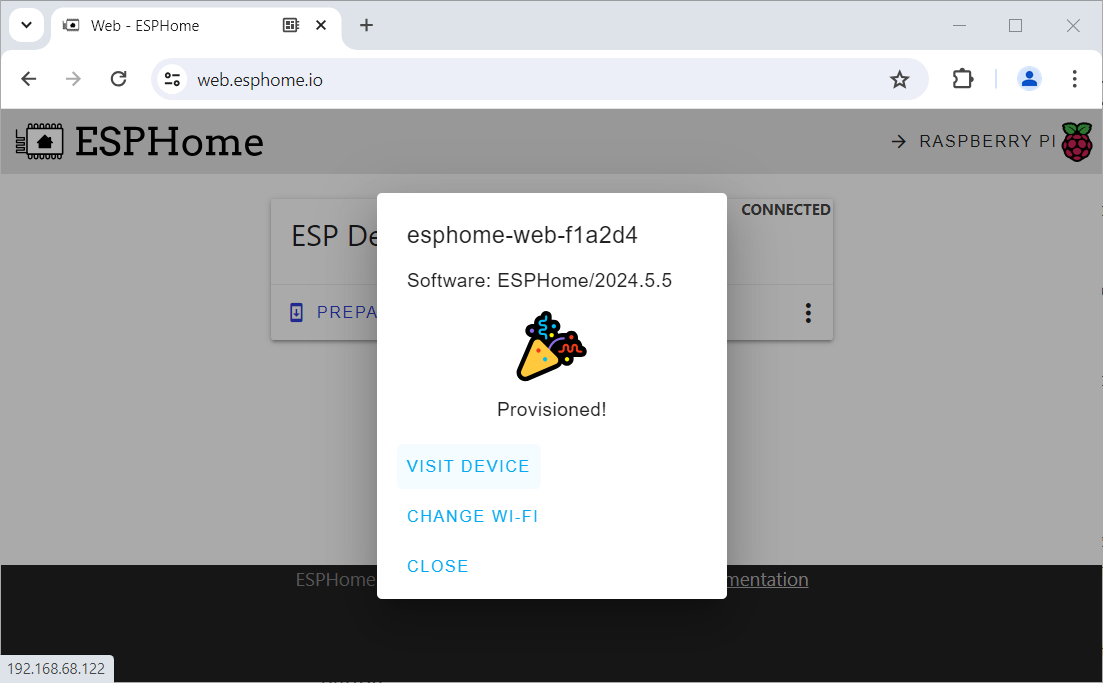 Web - ESPHome
web.esphome.io
ESPHome
RASPBERRY PI
CONNECTED
ESP De
esphome-web-f1a2d4
Software: ESPHome/2024.5.5
PREPA
Provisioned!
VISIT DEVICE
CHANGE WI-FI
CLOSE
ESPHome
mentation
192.168.68.122